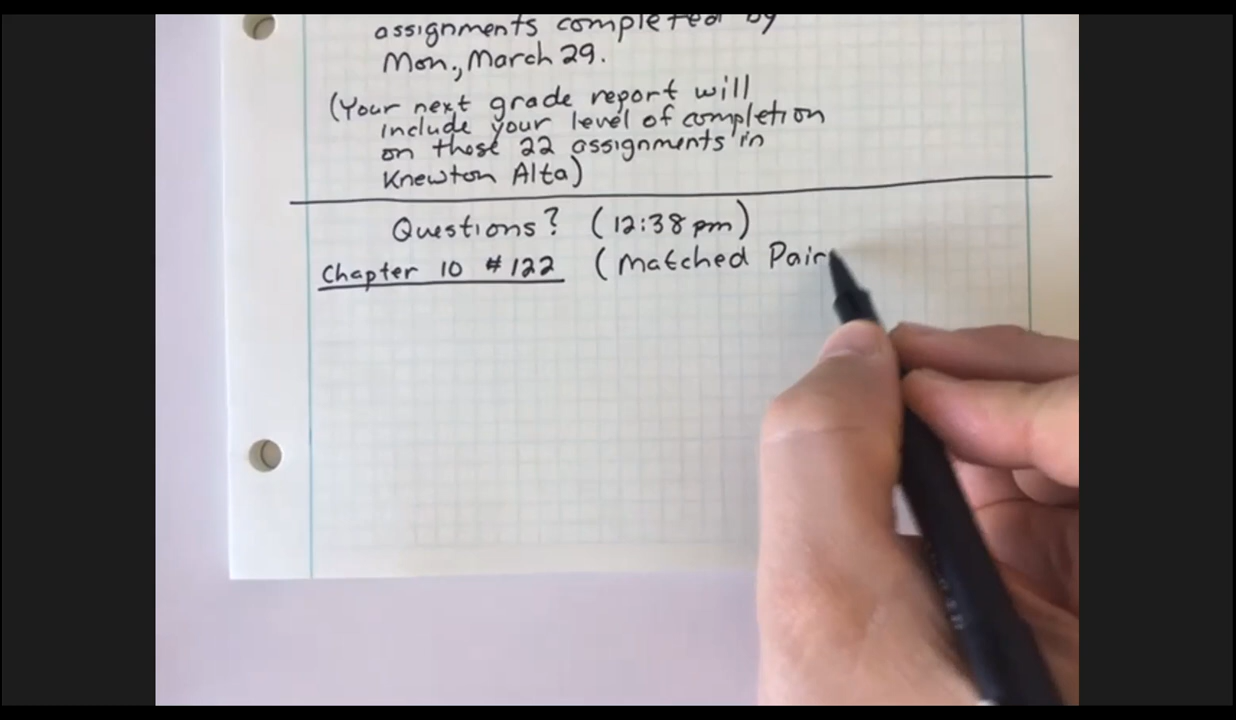 assignments completed by
Mon., March 29.
(Your next grade report will
include your level of completion
on these 22 assignments in
Knewton Alta)
Questions? (12:38 pm)
Chapter 10 #122 (Matched Pair